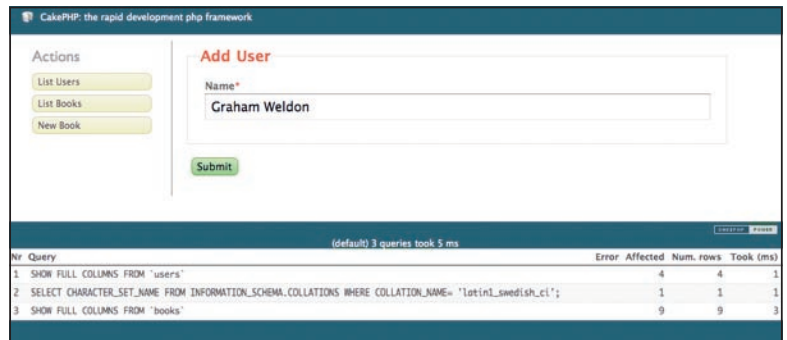 CakePHP: the rapid development php framework
Actions
List Users
List Books
New Book
Add User
Name*
Graham Weldon
Submit
CAKEPHP POWER
(default) 3 queries took 5 ms
Nr Query Error Affected Num. rows Took (ms)
1 SHOW FULL COLUMNS FROM `users` 4 4 1
2 SELECT CHARACTER_SET_NAME FROM INFORMATION_SCHEMA.COLLATIONS WHERE COLLATION_NAME= 'latin1_swedish_ci'; 1 1 1
3 SHOW FULL COLUMNS FROM `books` 9 9 3